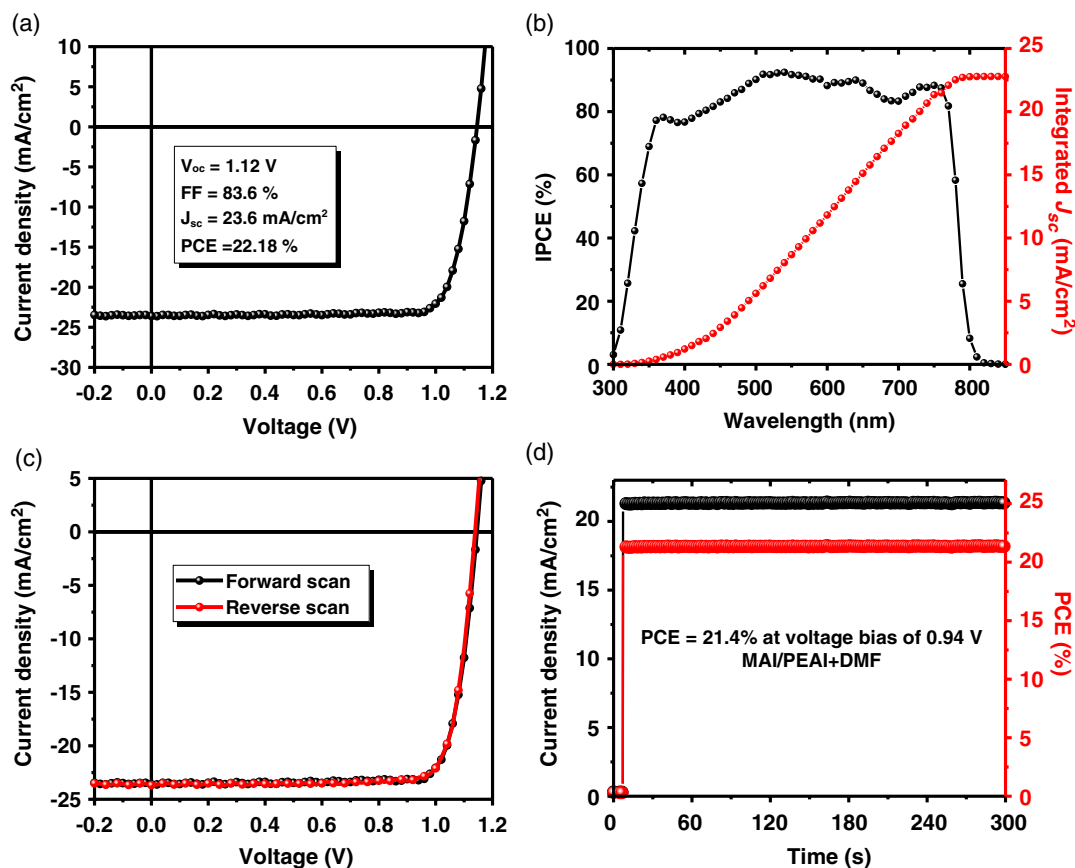 (a)
10
5
0
-5
-10
-15
-20
-25
-30
-0.2 0.0 0.2 0.4 0.6 0.8 1.0 1.2
Voltage (V)
Current density (mA/cm²)
Voc = 1.12 V
FF = 83.6 %
Jsc = 23.6 mA/cm²
PCE =22.18 %
(b)
100
80
60
40
20
0
IPCE (%)
300 400 500 600 700 800
Wavelength (nm)
25
20
15
10
5
0
Integrated Jsc (mA/cm²)
(c)
5
0
-5
-10
-15
-20
-25
-0.2 0.0 0.2 0.4 0.6 0.8 1.0 1.2
Voltage (V)
Current density (mA/cm²)
Forward scan
Reverse scan
(d)
20
15
10
5
0
Current density (mA/cm²)
60 120 180 240 300
Time (s)
25
20
15
10
5
0
PCE (%)
PCE = 21.4% at voltage bias of 0.94 V
MAI/PEAI+DMF